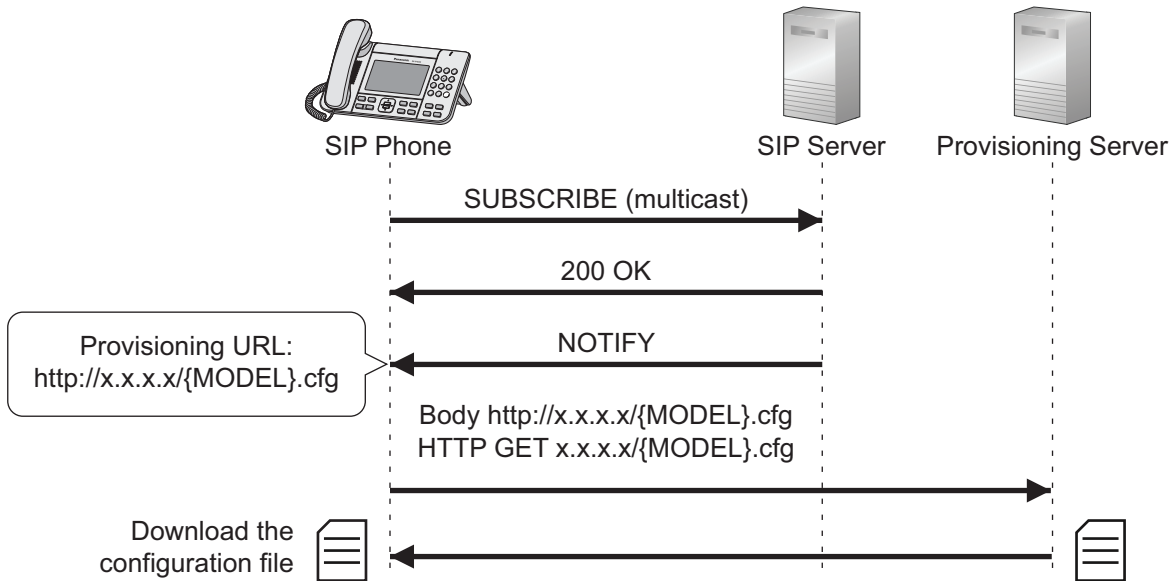 SIP Phone
SIP Server
Provisioning Server
SUBSCRIBE (multicast)
200 OK
NOTIFY
Provisioning URL:
http://x.x.x.x/{MODEL}.cfg
Body http://x.x.x.x/{MODEL}.cfg
HTTP GET x.x.x.x/{MODEL}.cfg
Download the
configuration file